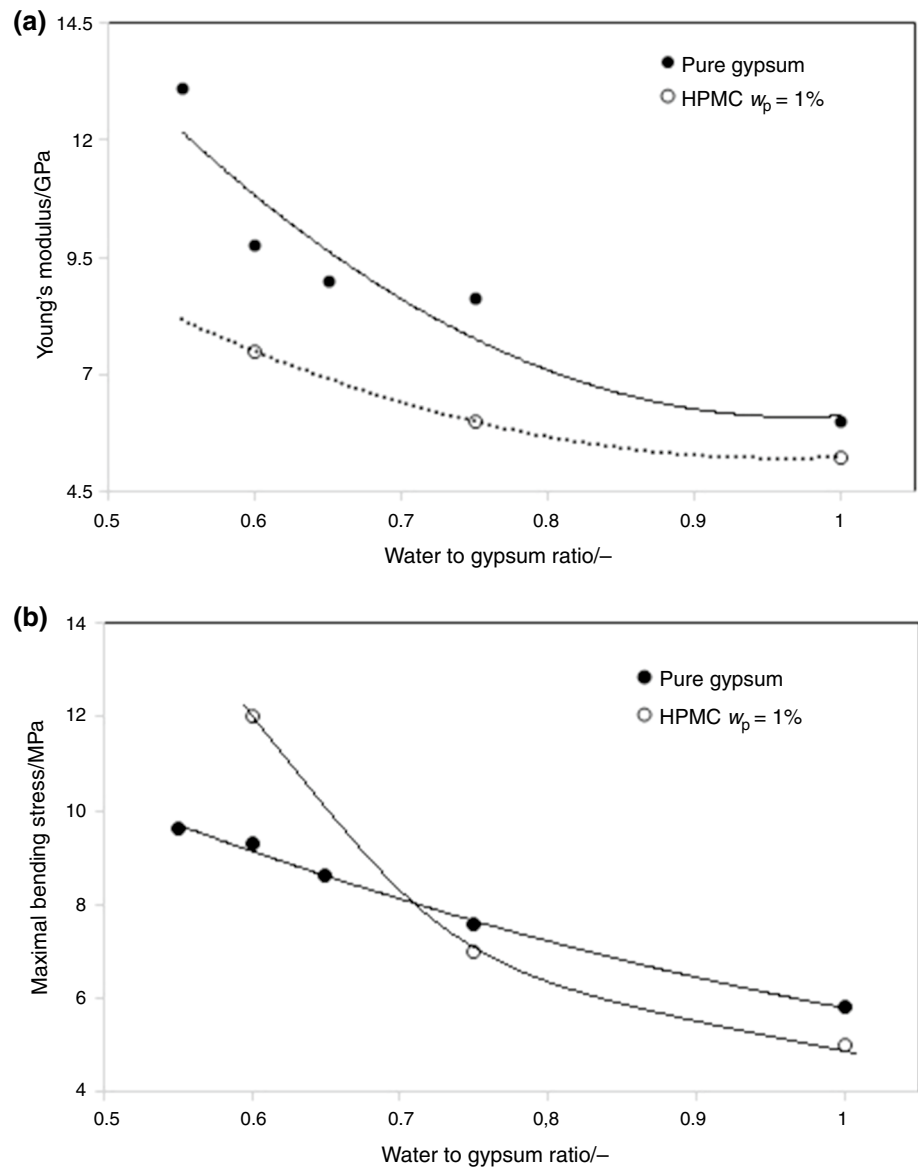 (a)
14.5
12
9.5
7
4.5
Young's modulus/GPa
Pure gypsum
HPMC wp = 1%
0.5
0.6
0.7
0.8
0.9
1
Water to gypsum ratio/–
(b)
14
12
10
8
6
4
Maximal bending stress/MPa
Pure gypsum
HPMC wp = 1%
0.5
0.6
0.7
0,8
0.9
1
Water to gypsum ratio/–